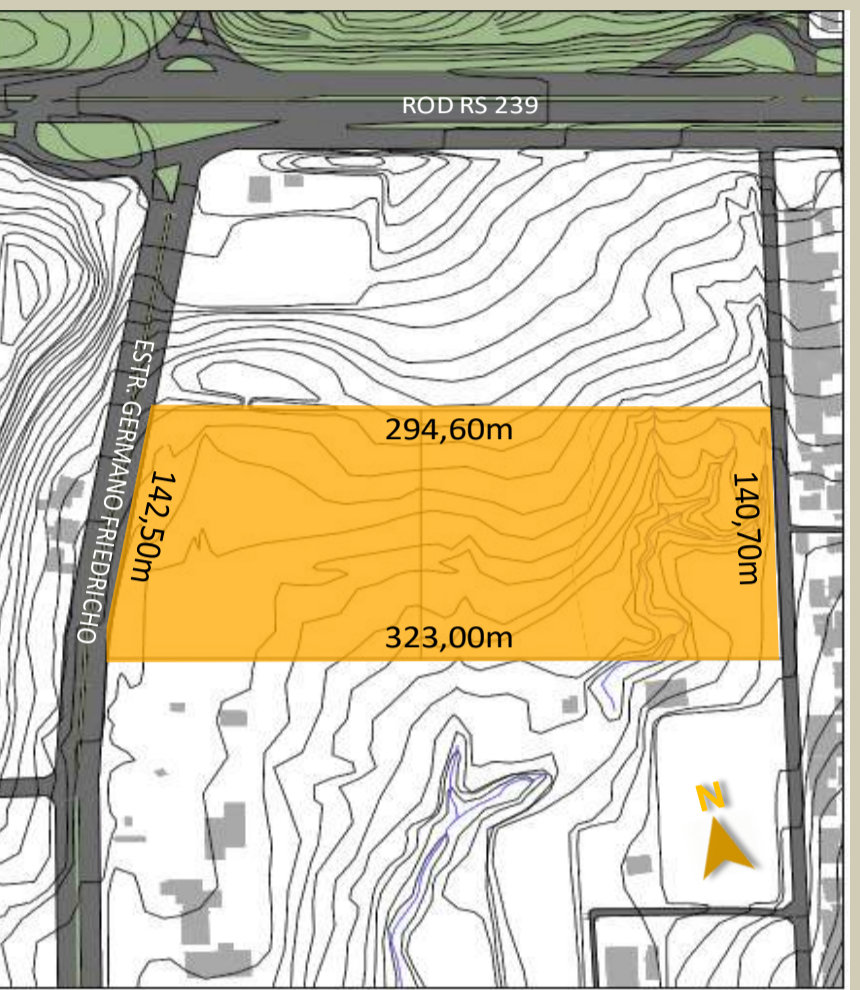 ROD RS 239
ESTR. GERMANO FRIEDRICHO
294,60m
142,50m
140,70m
323,00m
N